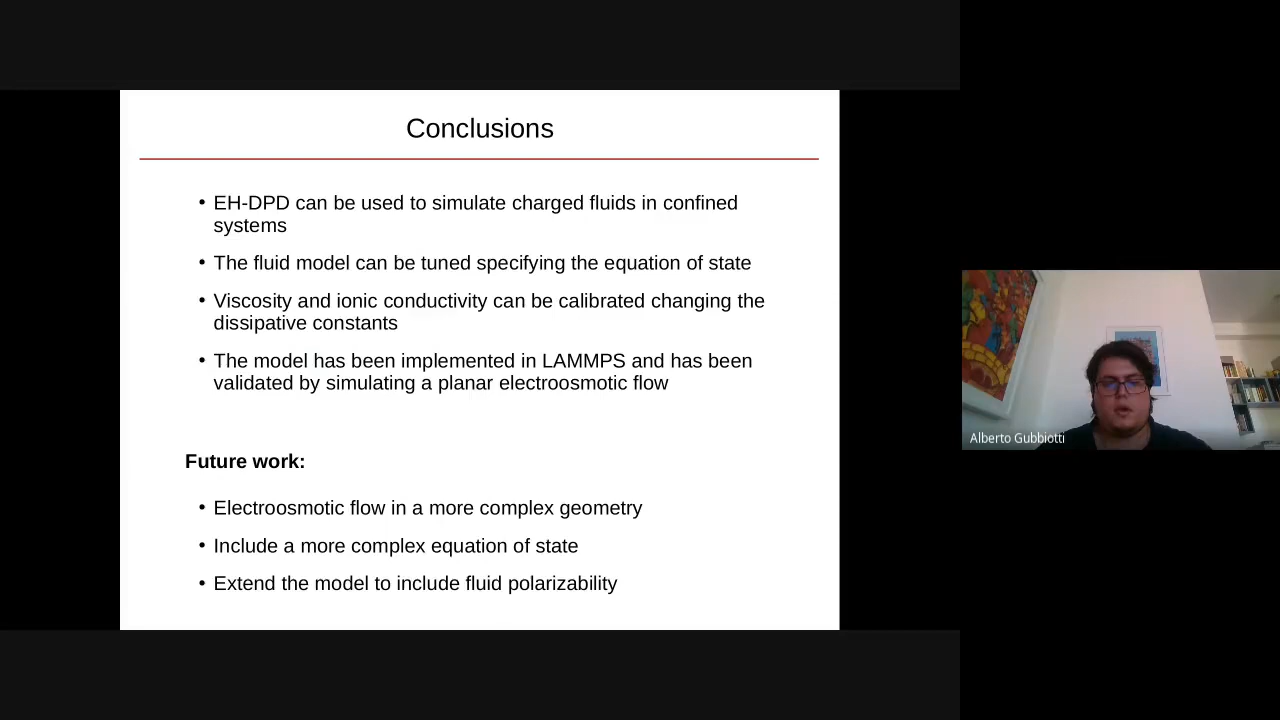 Conclusions
• EH-DPD can be used to simulate charged fluids in confined
systems
• The fluid model can be tuned specifying the equation of state
• Viscosity and ionic conductivity can be calibrated changing the
dissipative constants
• The model has been implemented in LAMMPS and has been
validated by simulating a planar electroosmotic flow
Future work:
• Electroosmotic flow in a more complex geometry
• Include a more complex equation of state
• Extend the model to include fluid polarizability
Alberto Gubbiotti